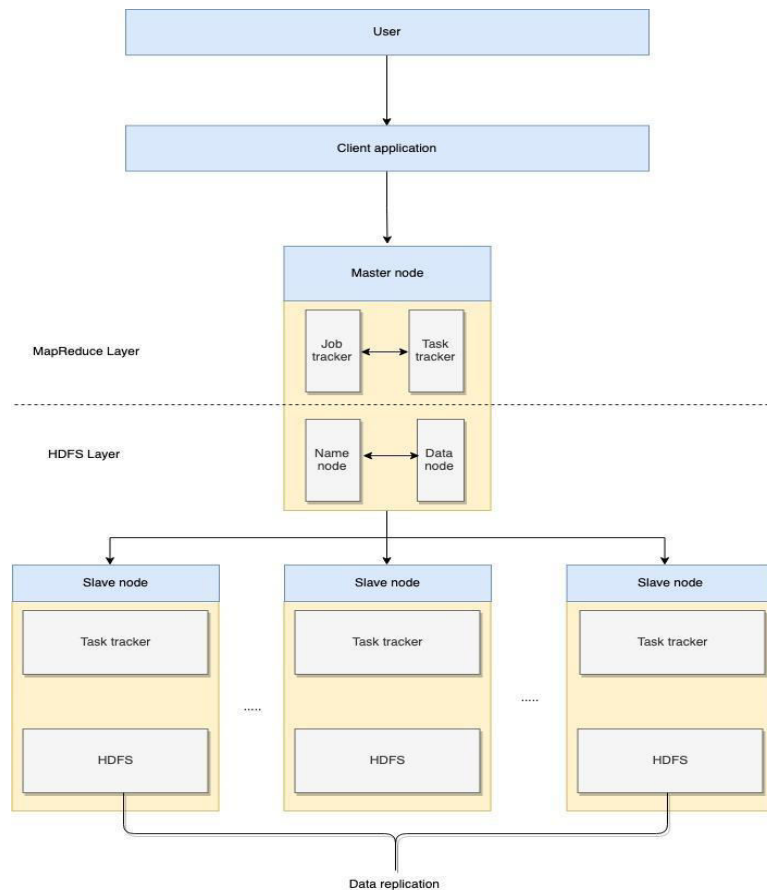 User
Client application
Master node
MapReduce Layer
Job
tracker
Task
tracker
HDFS Layer
Name
node
Data
node
Slave node
Slave node
Slave node
Task tracker
Task tracker
Task tracker
.....
.....
HDFS
HDFS
HDFS
Data replication